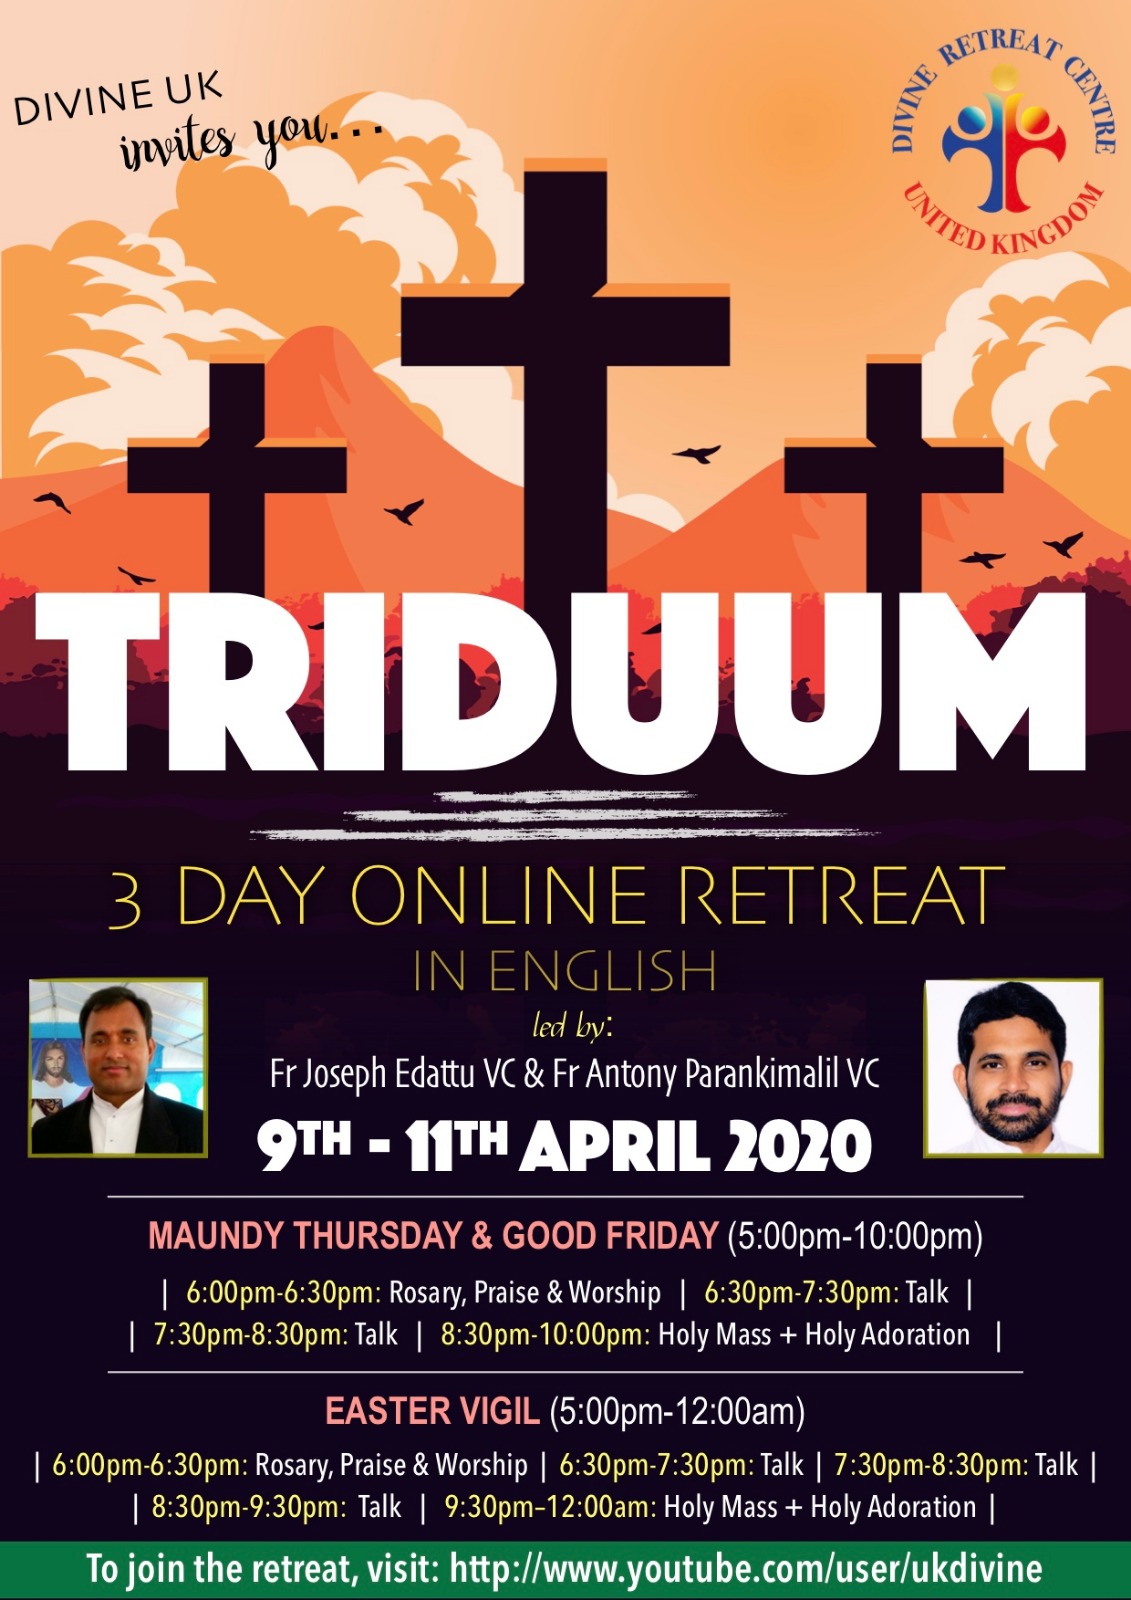 DIVINE UK
invites you...
DIVINE RETREAT CENTRE
UNITED KINGDOM
TRIDUUM
3 DAY ONLINE RETREAT
IN ENGLISH
led by:
Fr Joseph Edattu VC & Fr Antony Parankimalil VC
9TH - 11TH APRIL 2020
MAUNDY THURSDAY & GOOD FRIDAY (5:00pm-10:00pm)
| 6:00pm-6:30pm: Rosary, Praise & Worship | 6:30pm-7:30pm: Talk |
| 7:30pm-8:30pm: Talk | 8:30pm-10:00pm: Holy Mass + Holy Adoration |
EASTER VIGIL (5:00pm-12:00am)
| 6:00pm-6:30pm: Rosary, Praise & Worship | 6:30pm-7:30pm: Talk | 7:30pm-8:30pm: Talk |
| 8:30pm-9:30pm: Talk | 9:30pm–12:00am: Holy Mass + Holy Adoration |
To join the retreat, visit: http://www.youtube.com/user/ukdivine